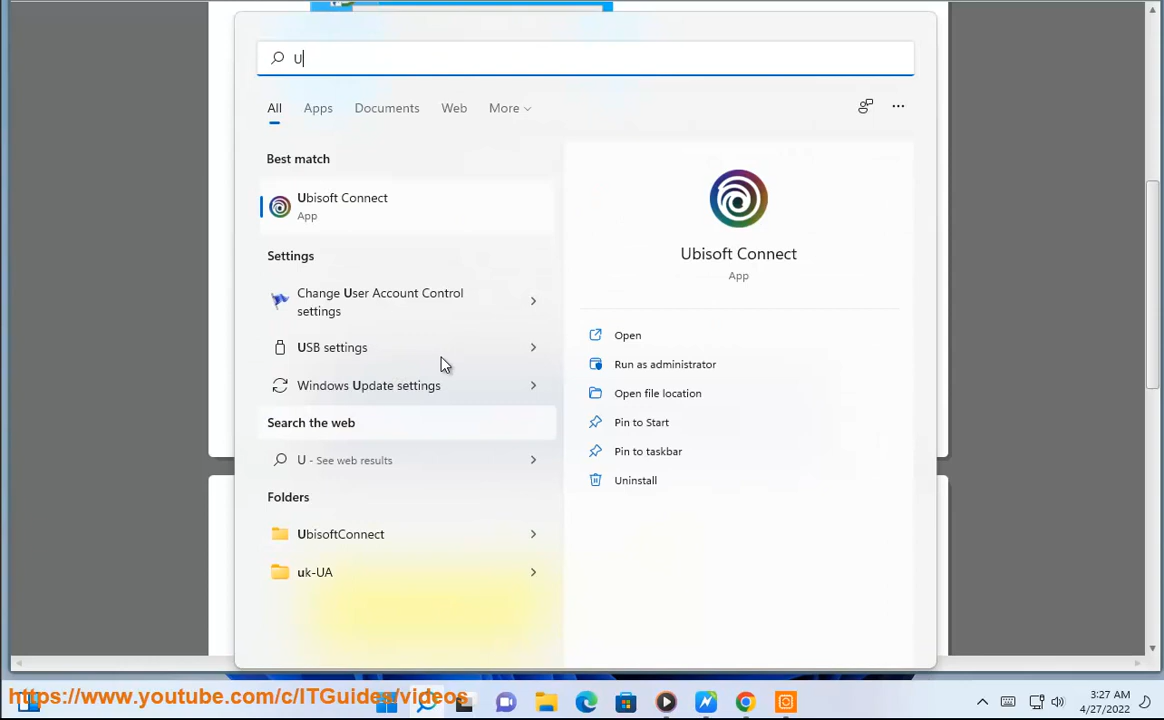 U
All Apps Documents Web More
Best match
Ubisoft Connect
App
Settings
Change User Account Control
settings
USB settings
Windows Update settings
Search the web
U - See web results
Folders
UbisoftConnect
uk-UA
Ubisoft Connect
App
Open
Run as administrator
Open file location
Pin to Start
Pin to taskbar
Uninstall
https://www.youtube.com/c/ITGuides/videos
3:27 AM
4/27/2022